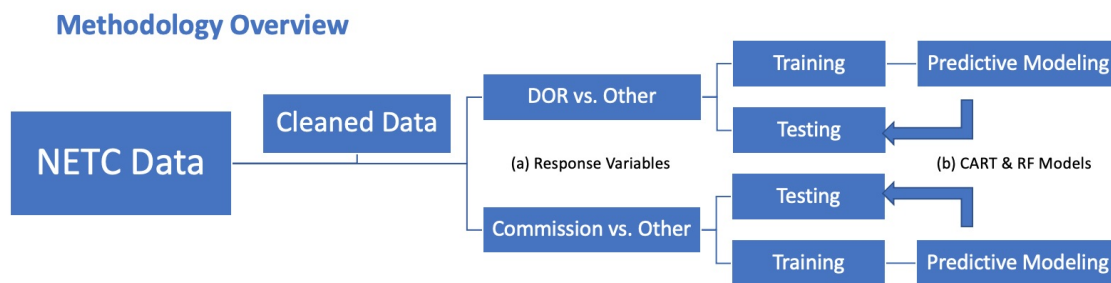 Methodology Overview
NETC Data
Cleaned Data
DOR vs. Other
Training
Predictive Modeling
Testing
(a) Response Variables
(b) CART & RF Models
Testing
Commission vs. Other
Training
Predictive Modeling